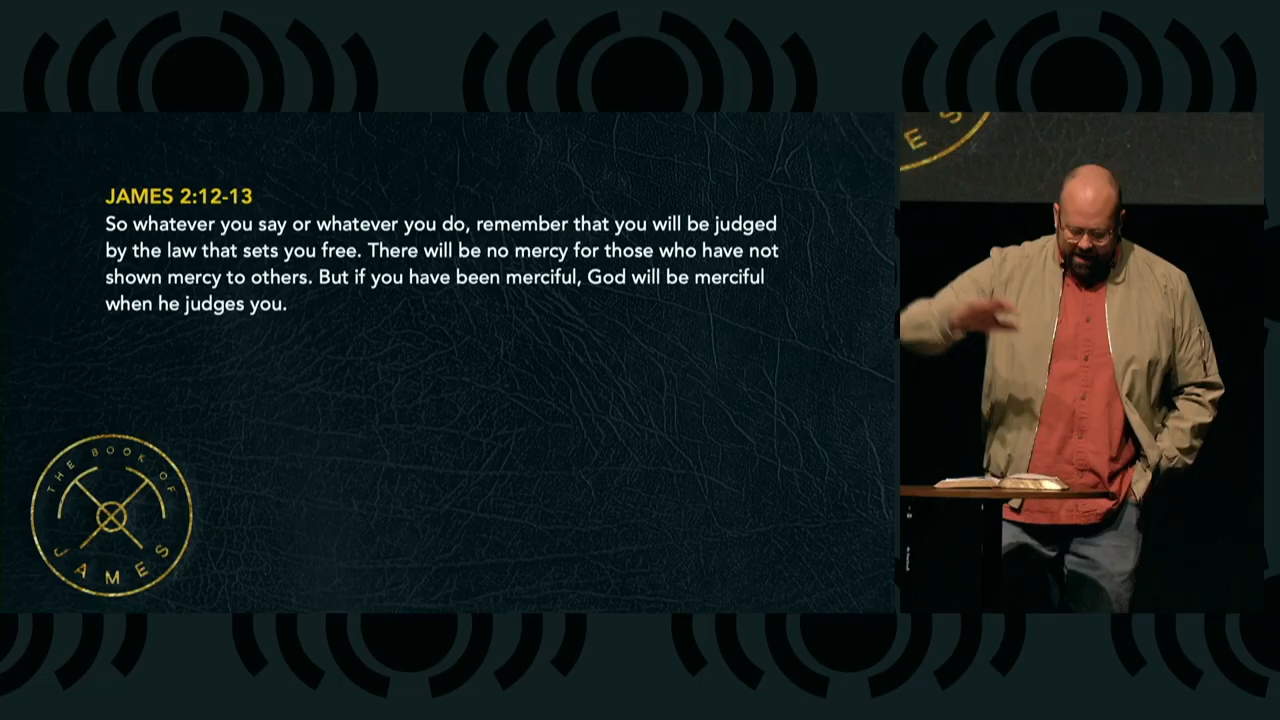 JAMES 2:12-13
So whatever you say or whatever you do, remember that you will be judged
by the law that sets you free. There will be no mercy for those who have not
shown mercy to others. But if you have been merciful, God will be merciful
when he judges you.
THE BOOK OF
JAMES
ES